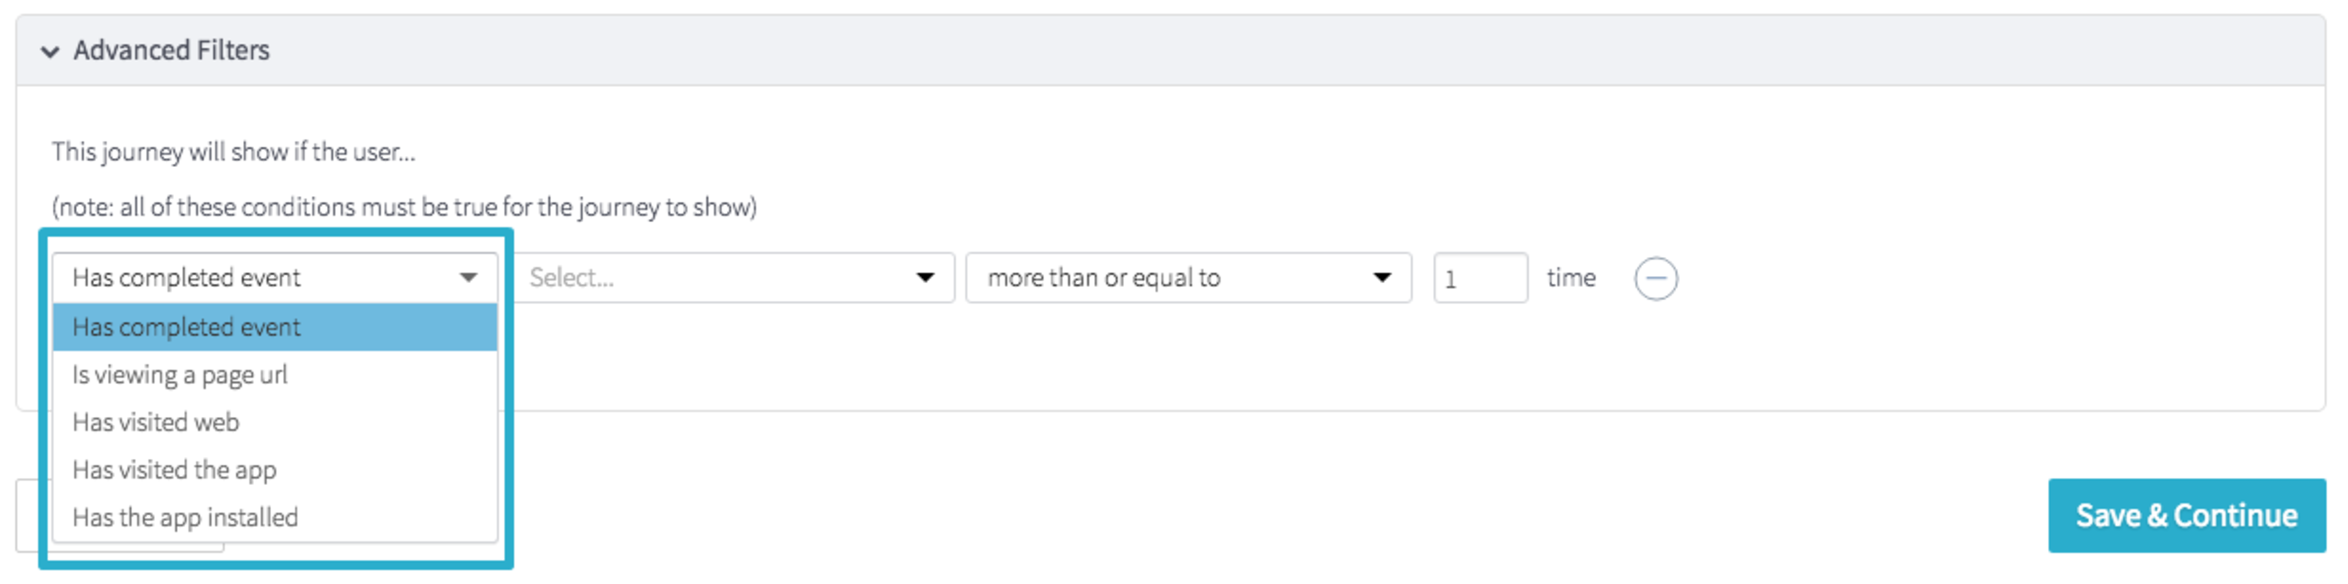 Advanced Filters
This journey will show if the user...
(note: all of these conditions must be true for the journey to show)
Has completed event Select... more than or equal to 1 time
Has completed event
Is viewing a page url
Has visited web
Has visited the app
Has the app installed
Save & Continue